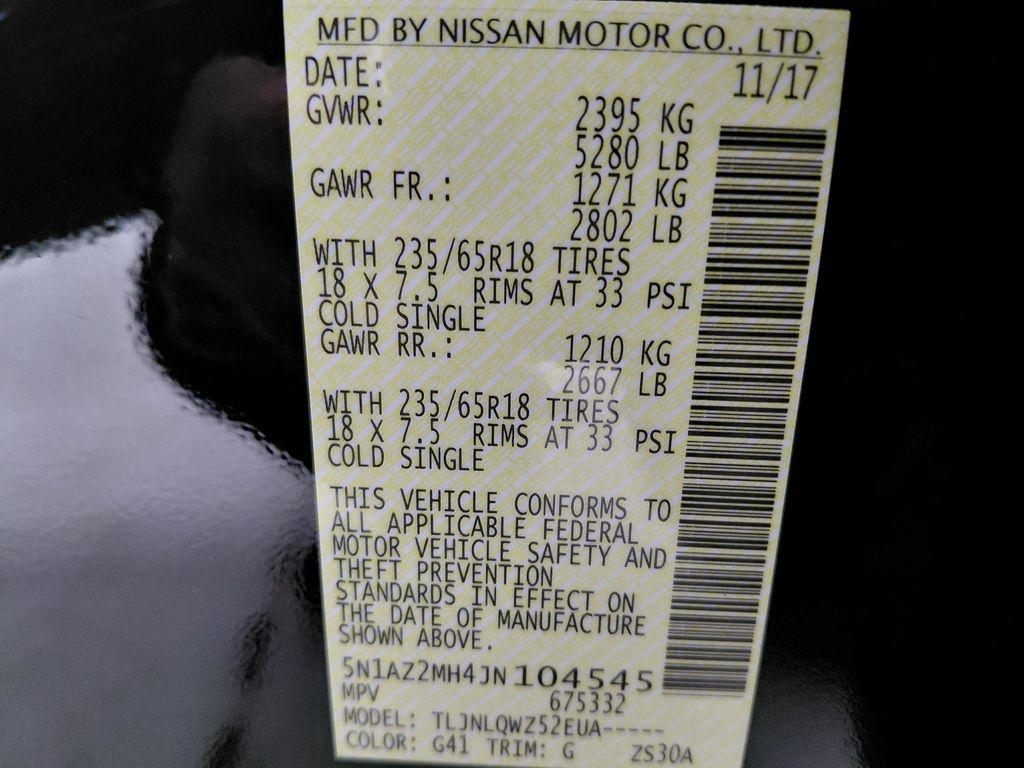 MFD BY NISSAN MOTOR CO., LTD.
DATE: 11/17
GVWR: 2395 KG
5280 LB
GAWR FR.: 1271 KG
2802 LB
WITH 235/65R18 TIRES
18 X 7.5 RIMS AT 33 PSI
COLD SINGLE
GAWR RR.: 1210 KG
2667 LB
WITH 235/65R18 TIRES
18 X 7.5 RIMS AT 33 PSI
COLD SINGLE
THIS VEHICLE CONFORMS TO
ALL APPLICABLE FEDERAL
MOTOR VEHICLE SAFETY AND
THEFT PREVENTION
STANDARDS IN EFFECT ON
THE DATE OF MANUFACTURE
SHOWN ABOVE.
5N1AZ2MH4JN104545
MPV 675332
MODEL: TLJNLQWZ52EUA-----
COLOR: G41 TRIM: G ZS30A